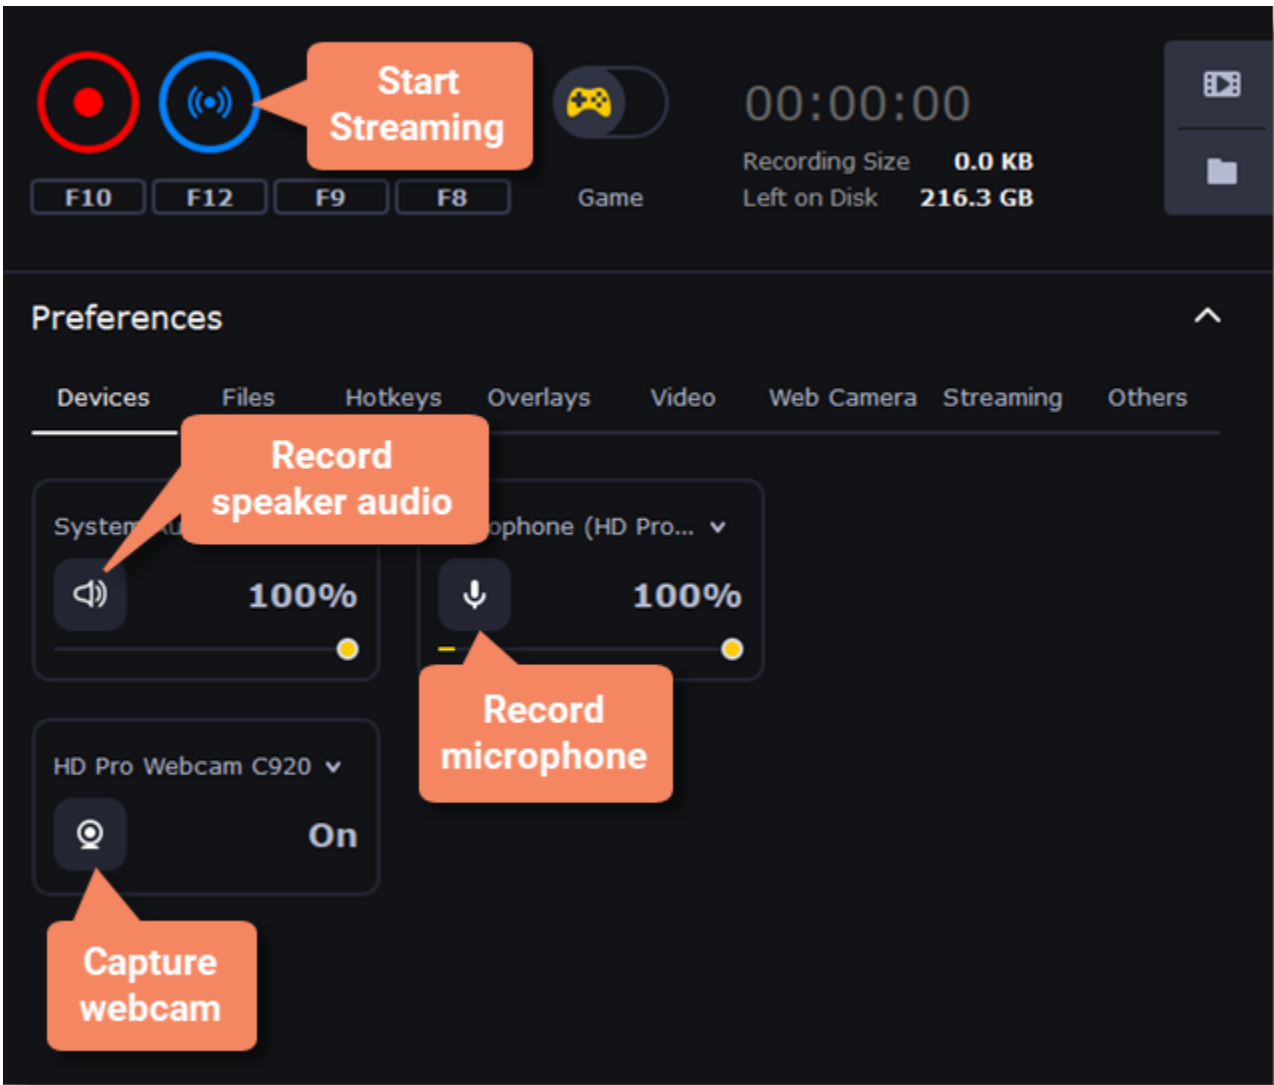 Start
Streaming
00:00:00
Recording Size 0.0 KB
Left on Disk 216.3 GB
F10 F12 F9 F8 Game
Preferences
Devices Files Hotkeys Overlays Video Web Camera Streaming Others
Record
speaker audio
System
ophone (HD Pro...
100% 100%
Record
microphone
HD Pro Webcam C920
On
Capture
webcam